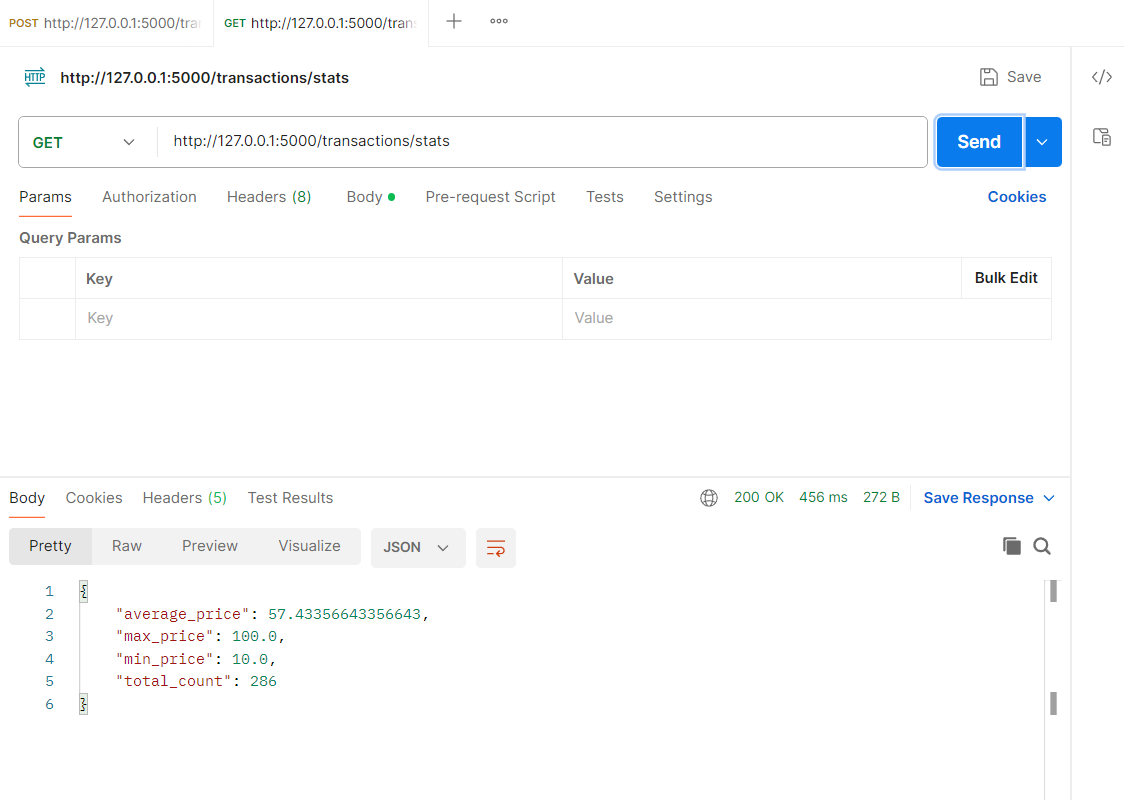 POST http://127.0.0.1:5000/tra GET http://127.0.0.1:5000/tran
HTTP http://127.0.0.1:5000/transactions/stats Save
GET http://127.0.0.1:5000/transactions/stats Send
Params Authorization Headers (8) Body Pre-request Script Tests Settings Cookies
Query Params
Key Value Bulk Edit
Key Value
Body Cookies Headers (5) Test Results 200 OK 456 ms 272 B Save Response
Pretty Raw Preview Visualize JSON
1 {
2 "average_price": 57.43356643356643,
3 "max_price": 100.0,
4 "min_price": 10.0,
5 "total_count": 286
6 }